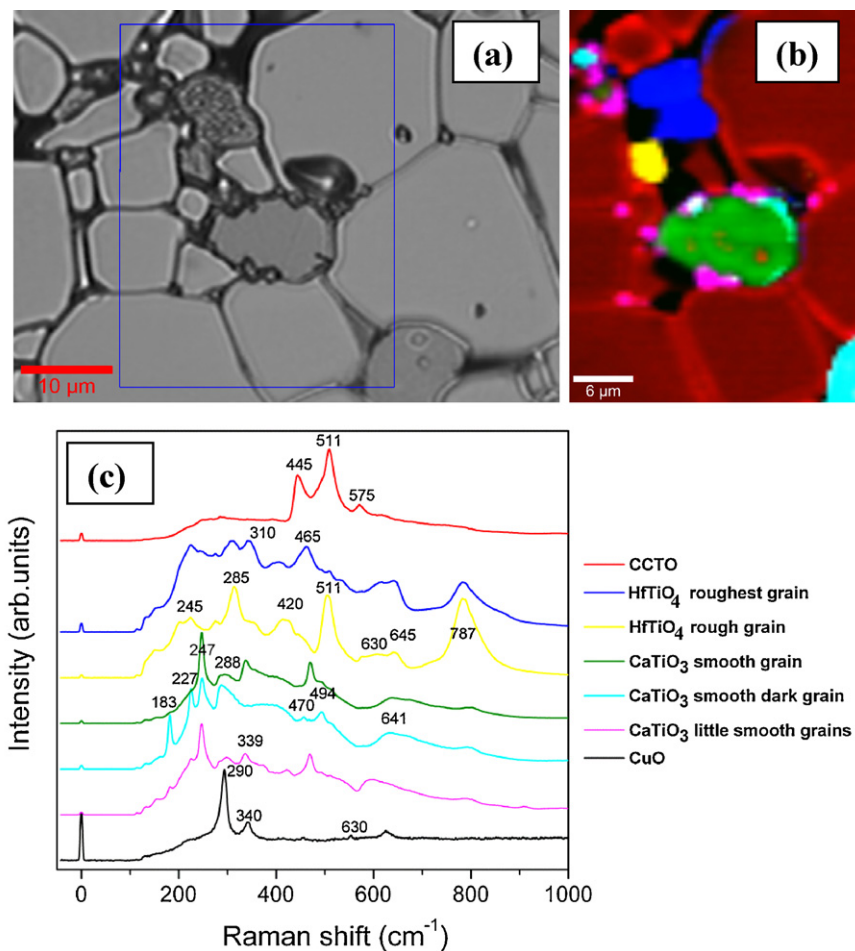 (a)
10 µm
(b)
6 µm
(c)
Intensity (arb.units)
511
445
575
310
465
285
245
420
511
630
645
787
247
227
288
183
470
494
641
339
290
340
630
0
200
400
600
800
1000
Raman shift (cm⁻¹)
CCTO
HfTiO₄ roughest grain
HfTiO₄ rough grain
CaTiO₃ smooth grain
CaTiO₃ smooth dark grain
CaTiO₃ little smooth grains
CuO